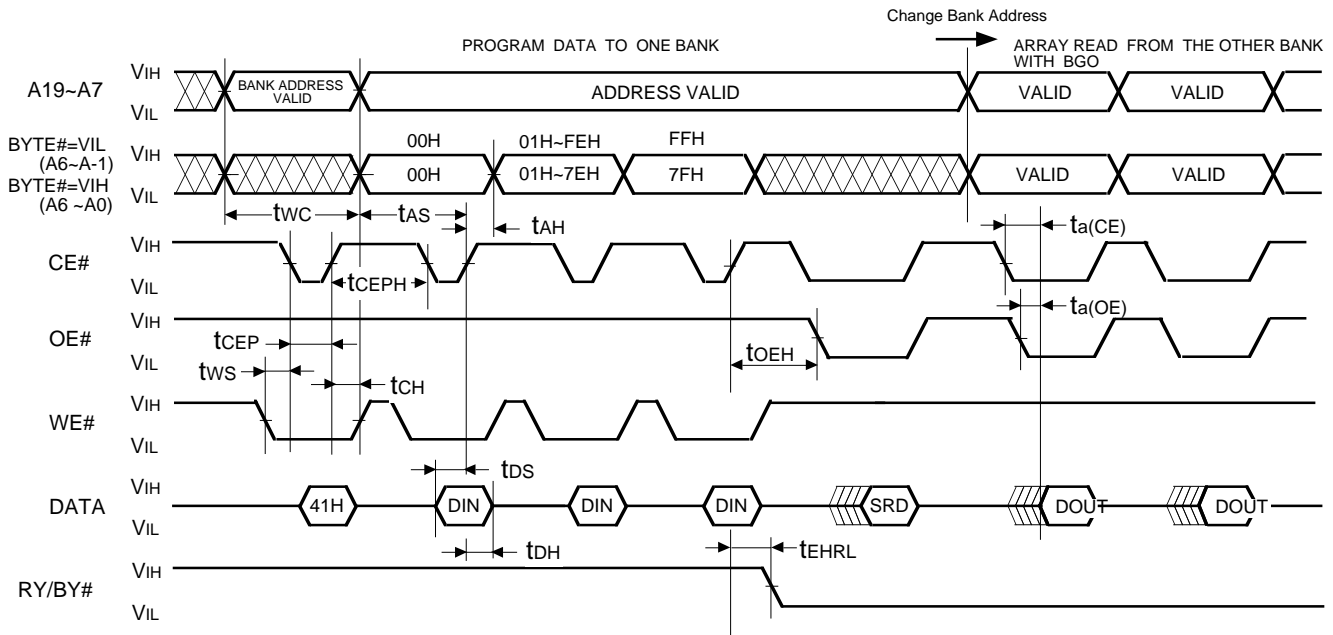 Change Bank Address
PROGRAM DATA TO ONE BANK
ARRAY READ FROM THE OTHER BANK
WITH BGO
A19~A7
VIH
VIL
BANK ADDRESS
VALID
ADDRESS VALID
VALID
VALID
BYTE#=VIL
(A6~A-1)
BYTE#=VIH
(A6 ~A0)
VIH
VIL
00H
01H~FEH
FFH
00H
01H~7EH
7FH
VALID
VALID
tWC
tAS
tAH
ta(CE)
CE#
VIH
VIL
tCEPH
ta(OE)
OE#
VIH
VIL
tCEP
tOEH
tWS
tCH
WE#
VIH
VIL
tDS
DATA
VIH
VIL
41H
DIN
DIN
DIN
SRD
DOUT
DOUT
tDH
tEHRL
RY/BY#
VIH
VIL